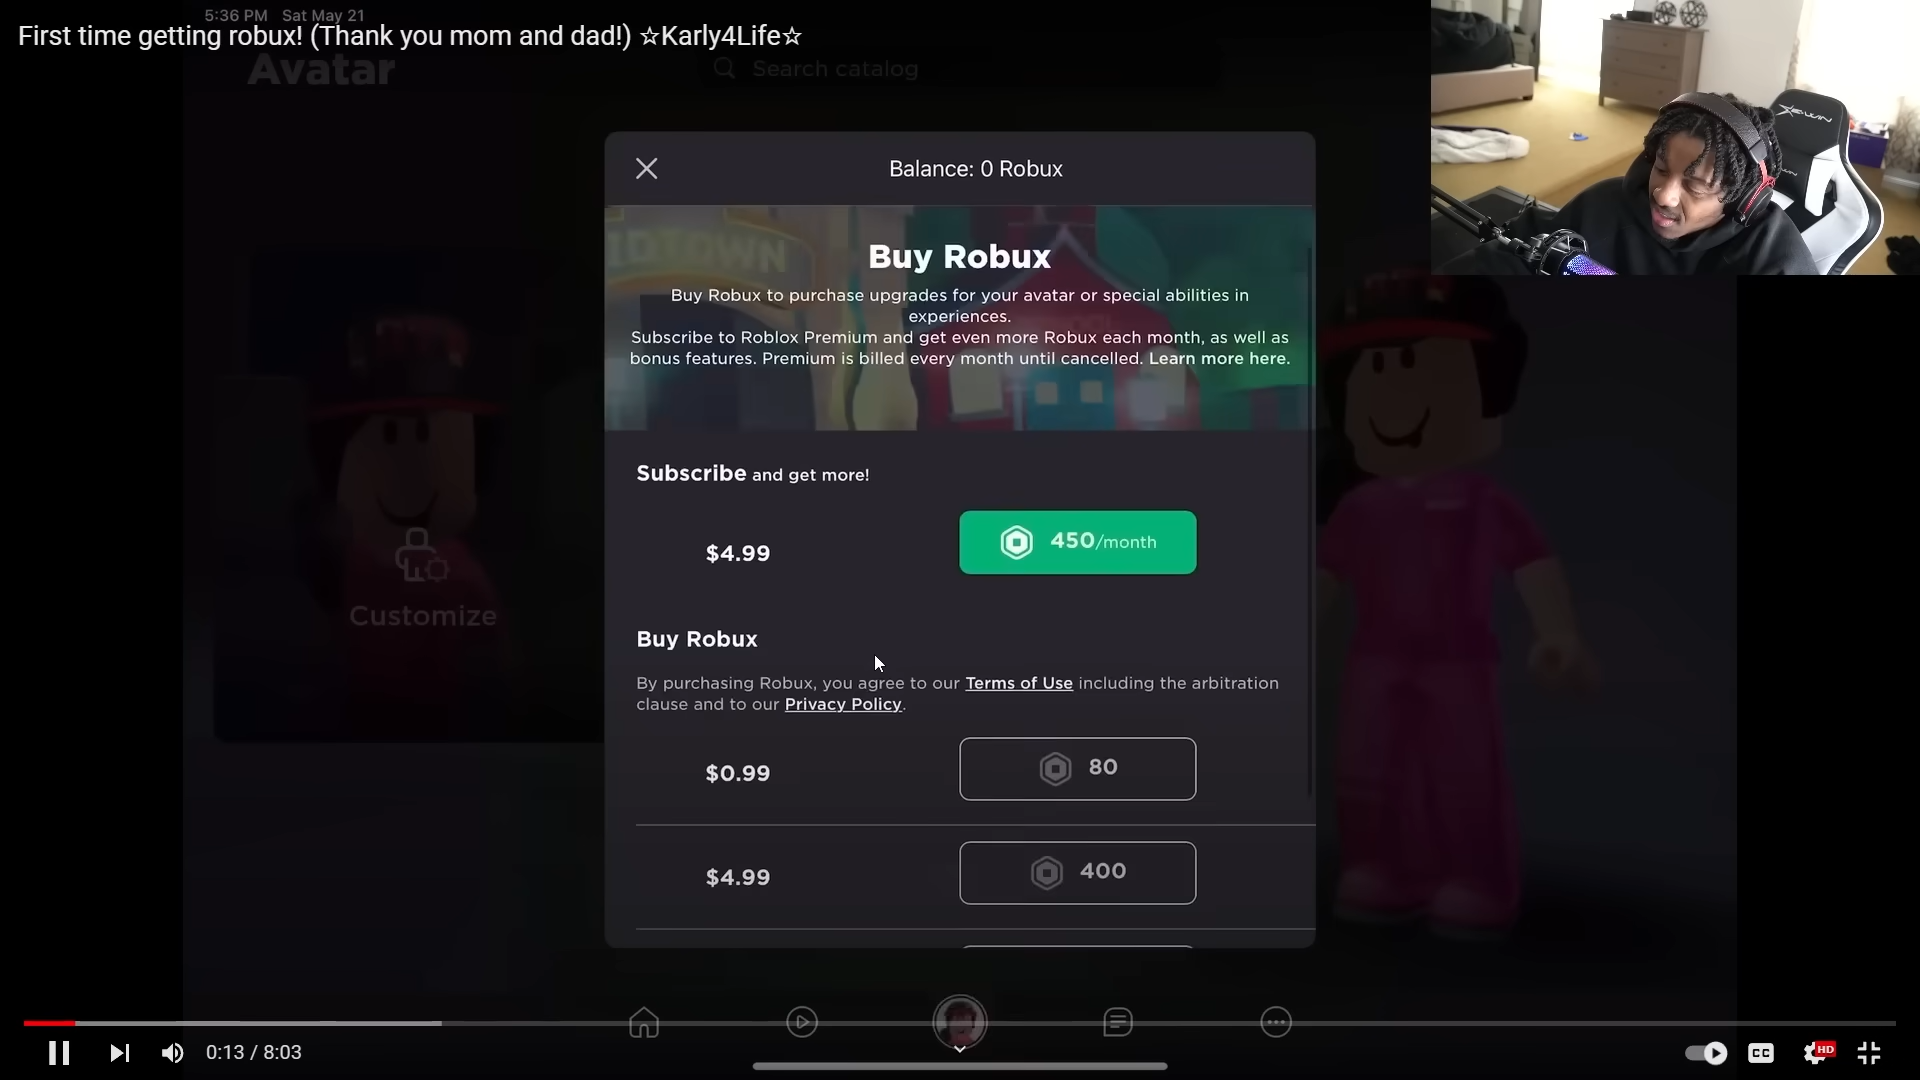 5:36 PM Sat May 21
First time getting robux! (Thank you mom and dad!) ☆Karly4Life☆
Avatar
Search catalog
Balance: 0 Robux
Buy Robux
Buy Robux to purchase upgrades for your avatar or special abilities in
experiences.
Subscribe to Roblox Premium and get even more Robux each month, as well as
bonus features. Premium is billed every month until cancelled. Learn more here.
Subscribe and get more!
$4.99 450/month
Customize
Buy Robux
By purchasing Robux, you agree to our Terms of Use including the arbitration
clause and to our Privacy Policy.
$0.99 80
$4.99 400
0:13 / 8:03
CC
HD